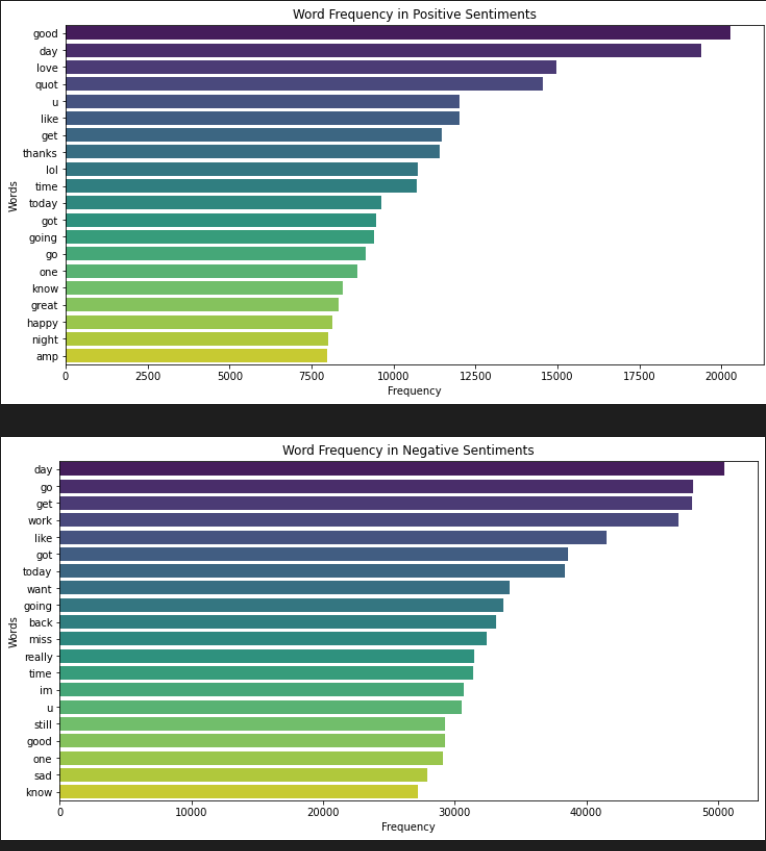 Word Frequency in Positive Sentiments
good
day
love
quot
u
like
get
thanks
lol
time
today
got
going
go
one
know
great
happy
night
amp
Words
0 2500 5000 7500 10000 12500 15000 17500 20000
Frequency
Word Frequency in Negative Sentiments
day
go
get
work
like
got
today
want
going
back
miss
really
time
im
u
still
good
one
sad
know
Words
0 10000 20000 30000 40000 50000
Frequency